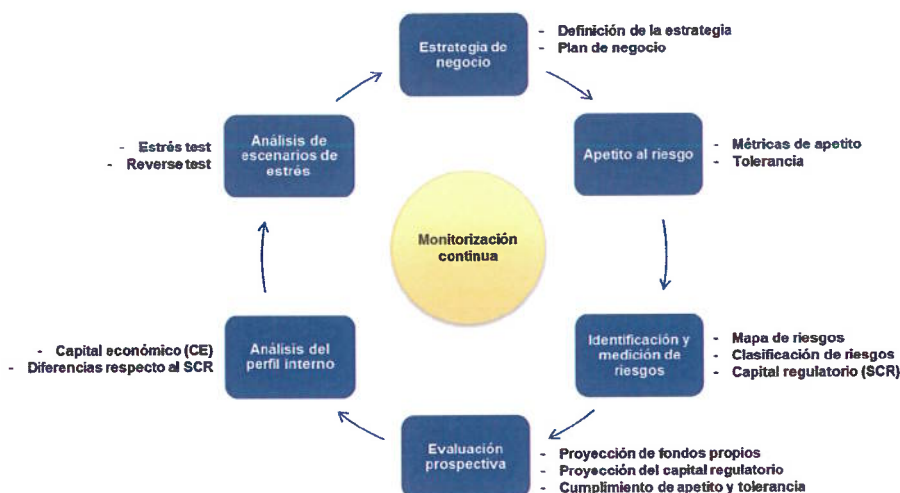 Estrategia de
negocio
- Definición de la estrategia
- Plan de negocio
Apetito al riesgo
- Métricas de apetito
- Tolerancia
Identificación y
medición de
riesgos
- Mapa de riesgos
- Clasificación de riesgos
- Capital regulatorio (SCR)
Evaluación
prospectiva
- Proyección de fondos propios
- Proyección del capital regulatorio
- Cumplimiento de apetito y tolerancia
Análisis del
perfil interno
- Capital económico (CE)
- Diferencias respecto al SCR
Análisis de
escenarios de
estrés
- Estrés test
- Reverse test
Monitorización
continua